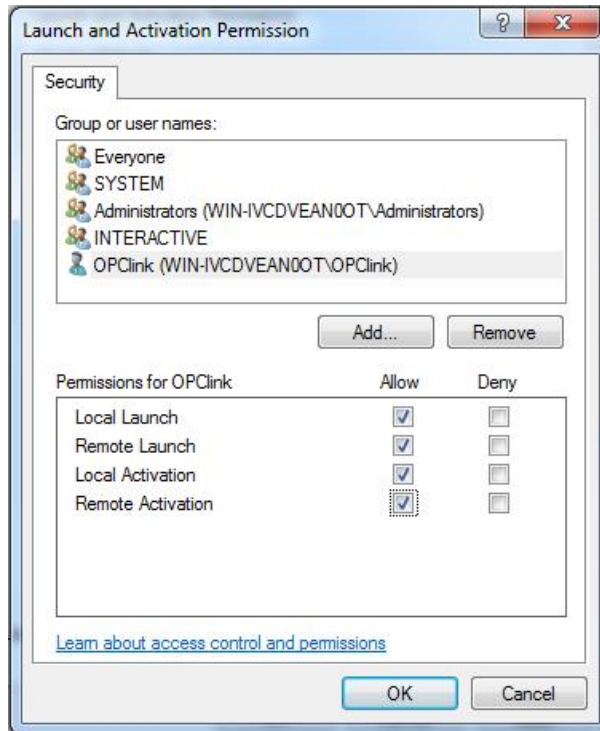 Launch and Activation Permission
Security
Group or user names:
Everyone
SYSTEM
Administrators (WIN-IVCDVEAN0OT\Administrators)
INTERACTIVE
OPClink (WIN-IVCDVEAN0OT\OPClink)
Add... Remove
Permissions for OPClink Allow Deny
Local Launch
Remote Launch
Local Activation
Remote Activation
Learn about access control and permissions
OK Cancel